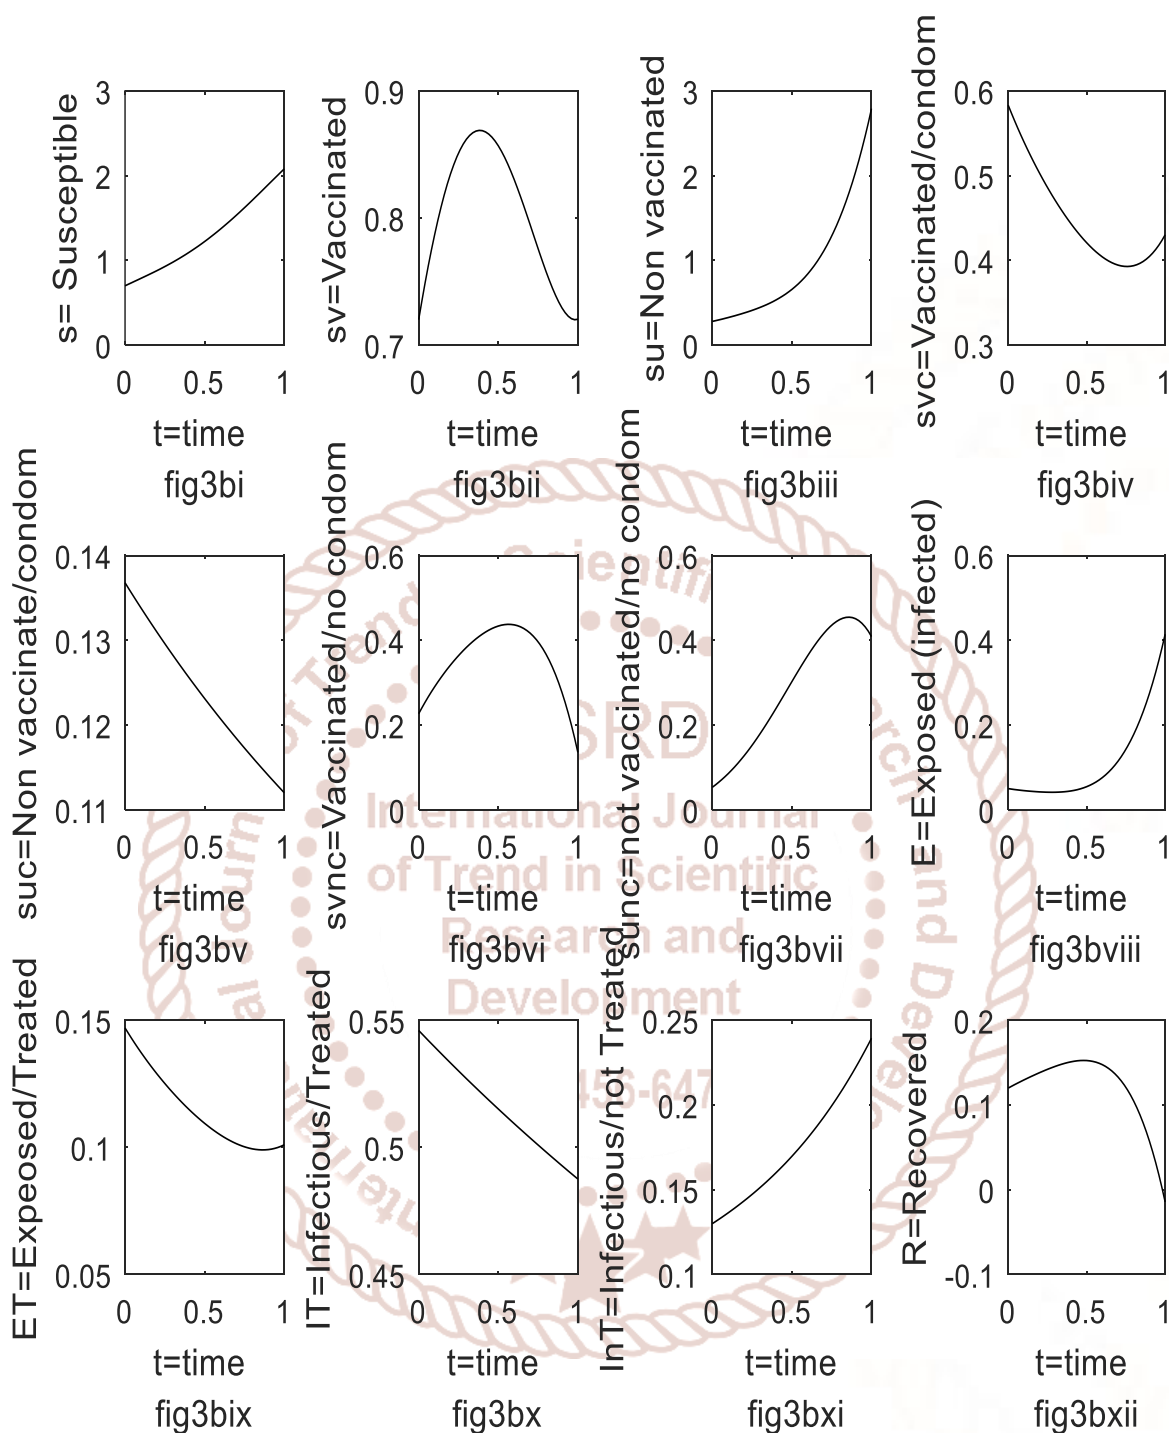 s= Susceptible
3
2
1
0
0 0.5 1
t=time
fig3bi
sv=Vaccinated
0.9
0.8
0.7
0 0.5 1
t=time
fig3bii
su=Non vaccinated
3
2
1
0
0 0.5 1
t=time
fig3biii
svc=Vaccinated/condom
0.6
0.5
0.4
0.3
0 0.5 1
t=time
fig3biv
suc=Non vaccinate/condom
0.14
0.13
0.12
0.11
0 0.5 1
t=time
fig3bv
svnc=Vaccinated/no condom
0.6
0.4
0.2
0
0 0.5 1
t=time
fig3bvi
sunc=not vaccinated/no condom
0.6
0.4
0.2
0
0 0.5 1
t=time
fig3bvii
E=Exposed (infected)
0.6
0.4
0.2
0
0 0.5 1
t=time
fig3bviii
ET=Expeosed/Treated
0.15
0.1
0.05
0 0.5 1
t=time
fig3bix
IT=Infectious/Treated
0.55
0.5
0.45
0 0.5 1
t=time
fig3bx
InT=Infectious/not Treated
0.25
0.2
0.15
0.1
0 0.5 1
t=time
fig3bxi
R=Recovered
0.2
0.1
0
-0.1
0 0.5 1
t=time
fig3bxii
International Journal
of Trend in Scientific
Research and
Development